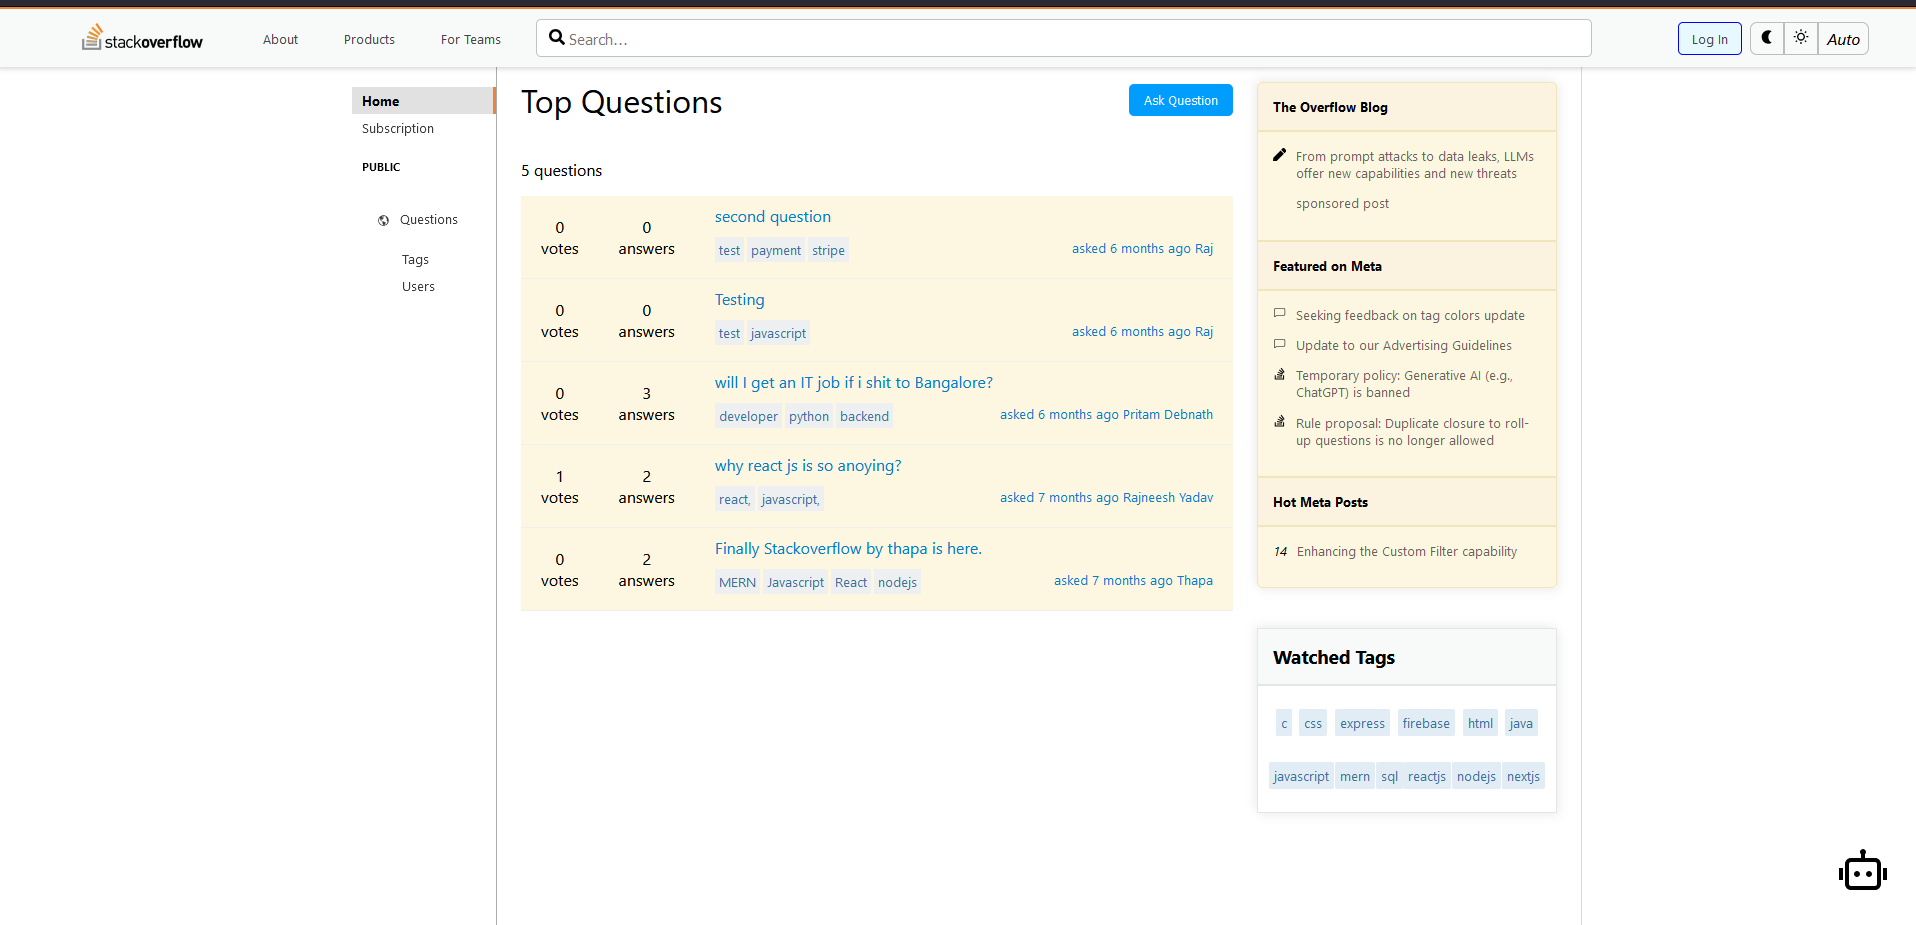 stackoverflow
About
Products
For Teams
Search...
Log In
Auto
Home
Subscription
PUBLIC
Questions
Tags
Users
Top Questions
Ask Question
5 questions
0 votes
0 answers
second question
test payment stripe
asked 6 months ago Raj
0 votes
0 answers
Testing
test javascript
asked 6 months ago Raj
0 votes
3 answers
will I get an IT job if i shit to Bangalore?
developer python backend
asked 6 months ago Pritam Debnath
1 votes
2 answers
why react js is so anoying?
react, javascript,
asked 7 months ago Rajneesh Yadav
0 votes
2 answers
Finally Stackoverflow by thapa is here.
MERN Javascript React nodejs
asked 7 months ago Thapa
The Overflow Blog
From prompt attacks to data leaks, LLMs
offer new capabilities and new threats
sponsored post
Featured on Meta
Seeking feedback on tag colors update
Update to our Advertising Guidelines
Temporary policy: Generative AI (e.g.,
ChatGPT) is banned
Rule proposal: Duplicate closure to roll-
up questions is no longer allowed
Hot Meta Posts
14 Enhancing the Custom Filter capability
Watched Tags
c css express firebase html java
javascript mern sql reactjs nodejs nextjs